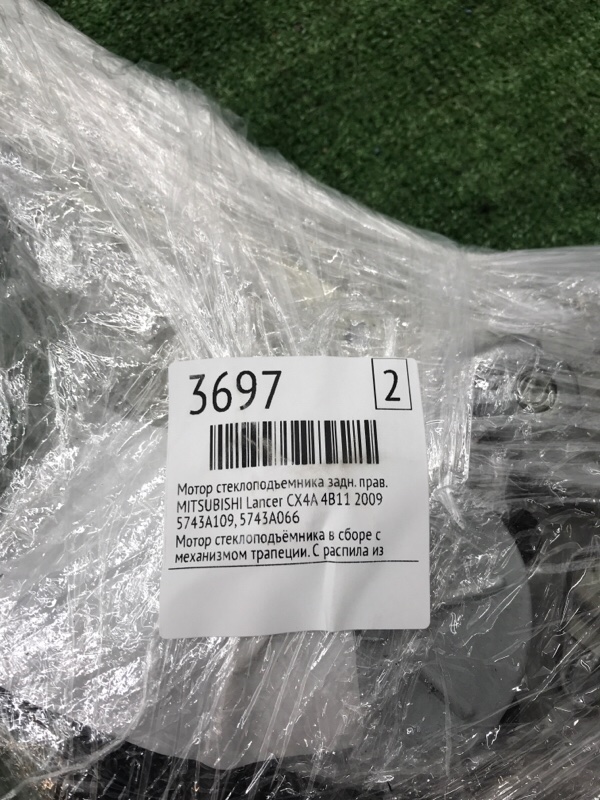 3697
2
Мотор стеклоподъемника задн. прав.
MITSUBISHI Lancer CX4A 4B11 2009
5743A109, 5743A066
Мотор стеклоподъёмника в сборе с
механизмом трапеции. С распила из